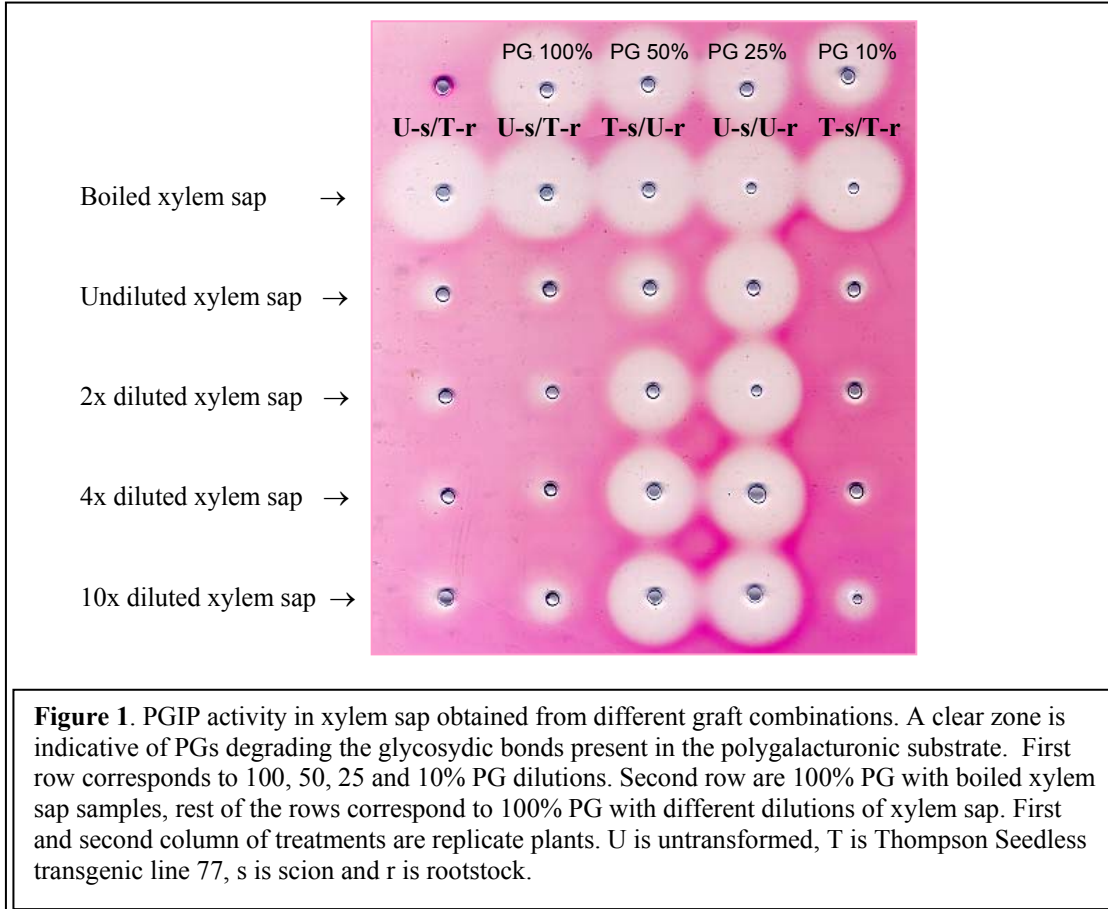 PG 100% PG 50% PG 25% PG 10%
U-s/T-r U-s/T-r T-s/U-r U-s/U-r T-s/T-r
Boiled xylem sap →
Undiluted xylem sap →
2x diluted xylem sap →
4x diluted xylem sap →
10x diluted xylem sap →
Figure 1. PGIP activity in xylem sap obtained from different graft combinations. A clear zone is
indicative of PGs degrading the glycosydic bonds present in the polygalacturonic substrate. First
row corresponds to 100, 50, 25 and 10% PG dilutions. Second row are 100% PG with boiled xylem
sap samples, rest of the rows correspond to 100% PG with different dilutions of xylem sap. First
and second column of treatments are replicate plants. U is untransformed, T is Thompson Seedless
transgenic line 77, s is scion and r is rootstock.